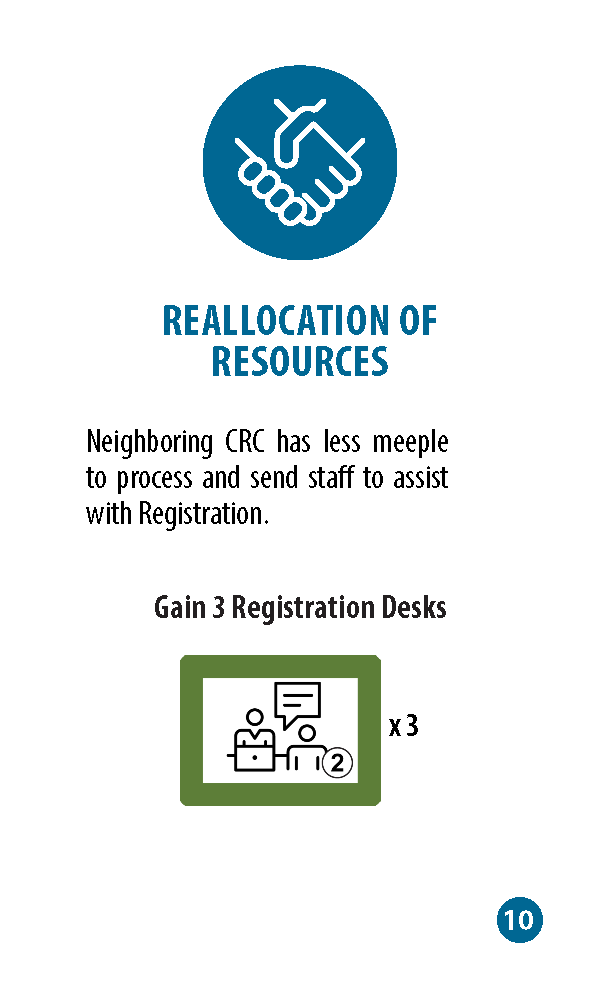 REALLOCATION OF
RESOURCES
Neighboring CRC has less meeple
to process and send staff to assist
with Registration.
Gain 3 Registration Desks
x 3
2
10